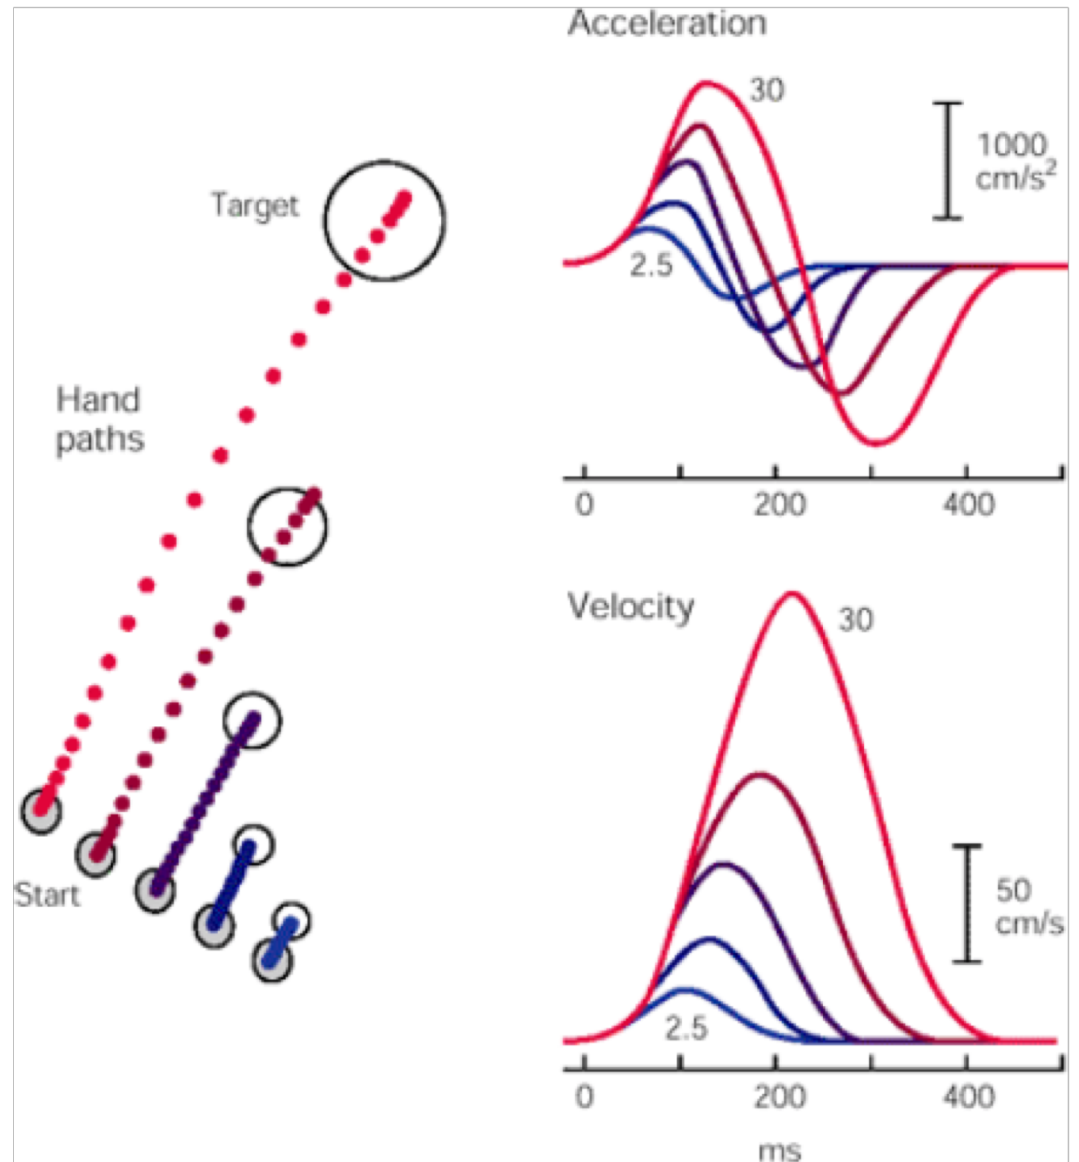 Acceleration
30
1000
cm/s²
2.5
0 200 400
Target
Hand
paths
Start
Velocity
30
50
cm/s
2.5
0 200 400
ms